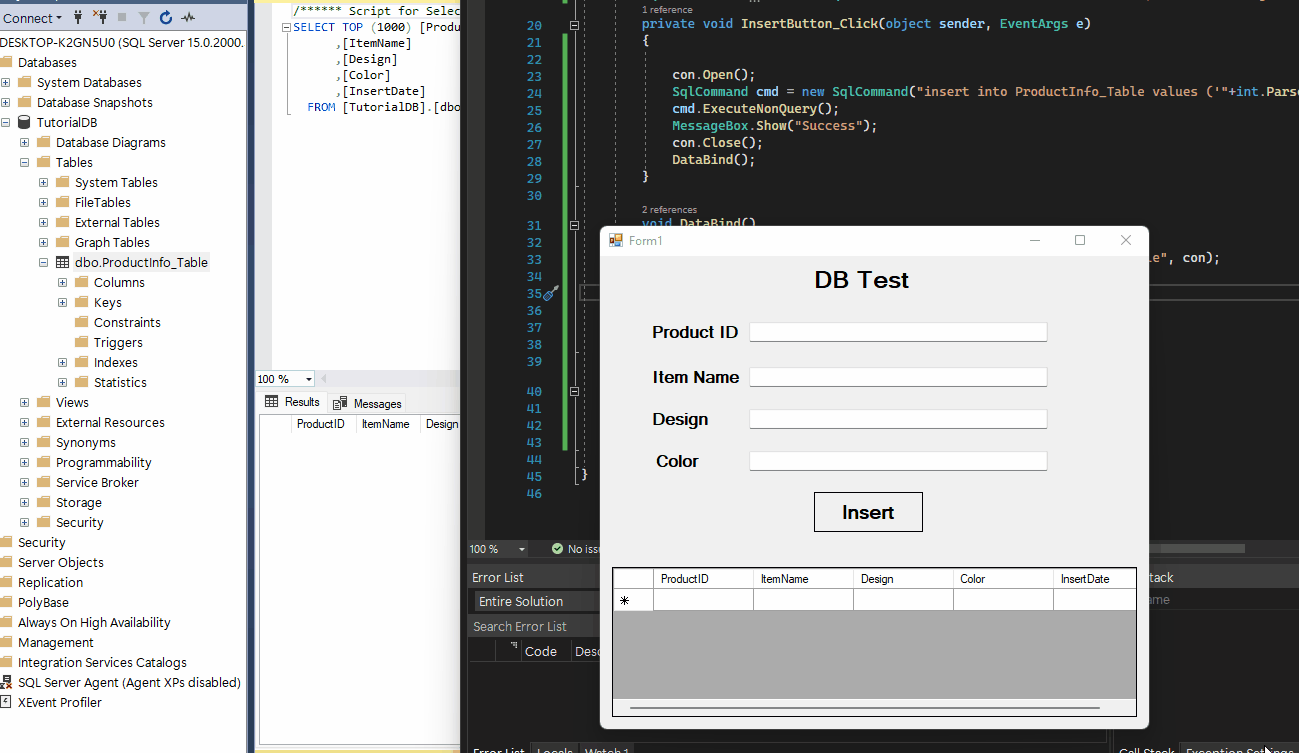 Connect
DESKTOP-K2GN5U0 (SQL Server 15.0.2000.
Databases
System Databases
Database Snapshots
TutorialDB
Database Diagrams
Tables
System Tables
FileTables
External Tables
Graph Tables
dbo.ProductInfo_Table
Columns
Keys
Constraints
Triggers
Indexes
Statistics
Views
External Resources
Synonyms
Programmability
Service Broker
Storage
Security
Security
Server Objects
Replication
PolyBase
Always On High Availability
Management
Integration Services Catalogs
SQL Server Agent (Agent XPs disabled)
XEvent Profiler
/****** Script for Selec
SELECT TOP (1000) [Produ
,[ItemName]
,[Design]
,[Color]
,[InsertDate]
FROM [TutorialDB].[dbo
100 %
Results
Messages
ProductID ItemName Design
1 reference
20 private void InsertButton_Click(object sender, EventArgs e)
21 {
22
23 con.Open();
24 SqlCommand cmd = new SqlCommand("insert into ProductInfo_Table values ('"+int.Parse
25 cmd.ExecuteNonQuery();
26 MessageBox.Show("Success");
27 con.Close();
28 DataBind();
29 }
30
2 references
31 void DataBind()
32
33 le", con);
34
35
36
37
38
39
40
41
42
43
44
45 }
46
100 %
No issu
Error List
Entire Solution
Search Error List
Code
Desc
Error List
Locals
Watch 1
tack
ame
Call Stack
Exception Settings
Form1
DB Test
Product ID
Item Name
Design
Color
Insert
ProductID ItemName Design Color InsertDate